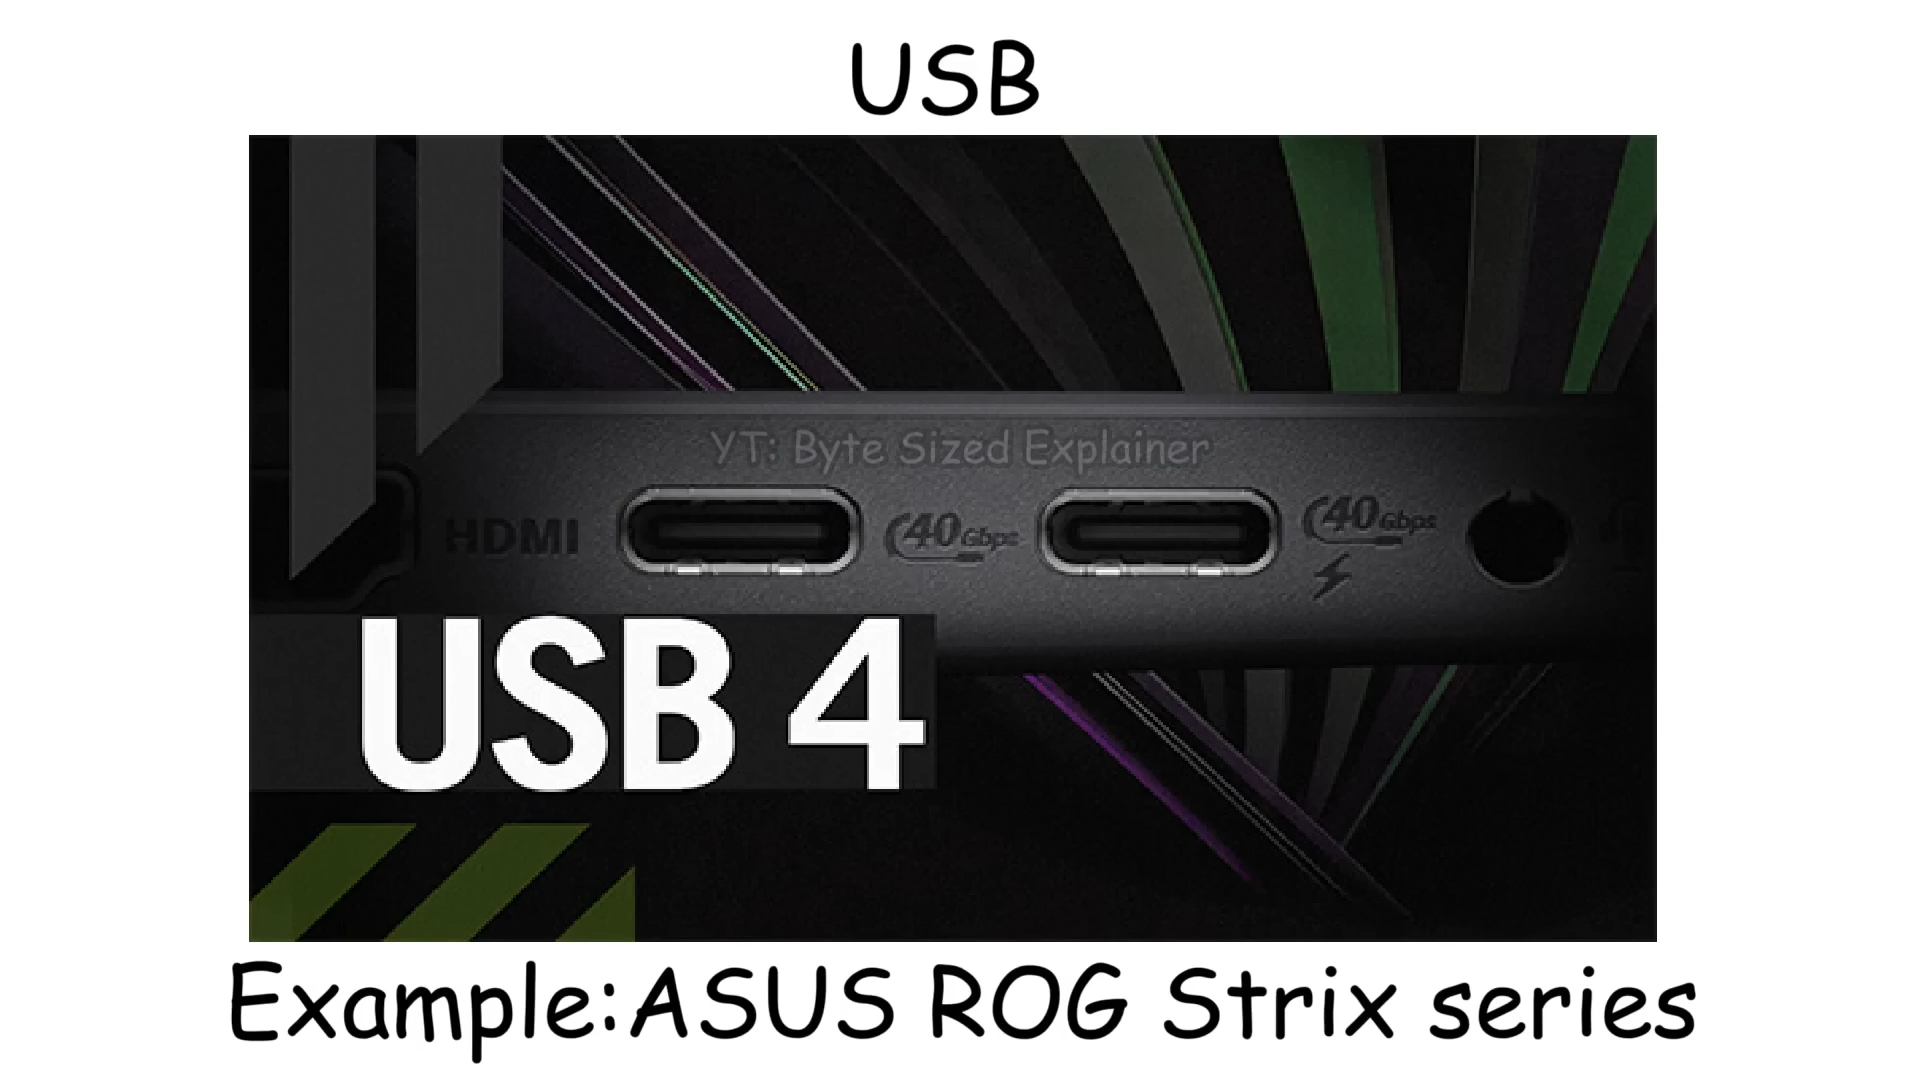 USB
YT: Byte Sized Explainer
HDMI
40Gbps
40Gbps
USB 4
Example:ASUS ROG Strix series